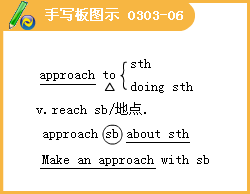 手写板图示 0303-06
sth
approach to
doing sth
v. reach sb/地点.
approach sb about sth
Make an approach with sb